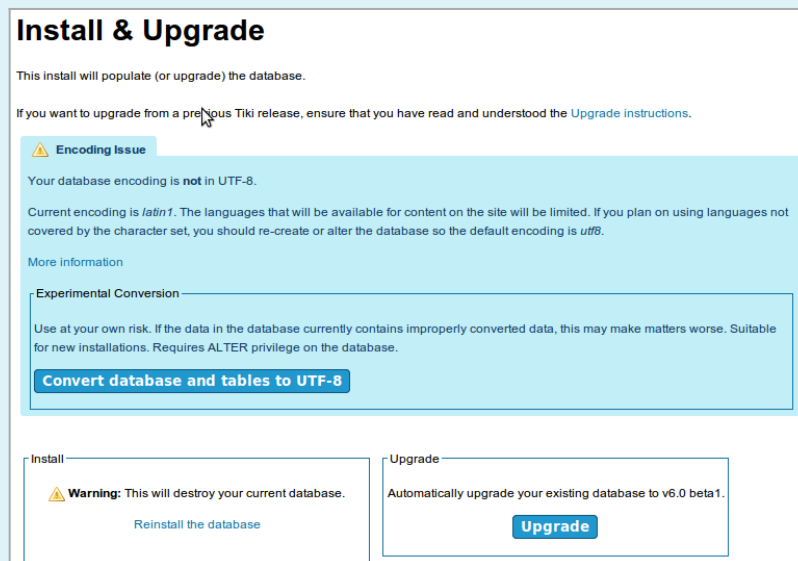 Install & Upgrade
This install will populate (or upgrade) the database.
If you want to upgrade from a previous Tiki release, ensure that you have read and understood the Upgrade instructions.
Encoding Issue
Your database encoding is not in UTF-8.
Current encoding is latin1. The languages that will be available for content on the site will be limited. If you plan on using languages not
covered by the character set, you should re-create or alter the database so the default encoding is utf8.
More information
Experimental Conversion
Use at your own risk. If the data in the database currently contains improperly converted data, this may make matters worse. Suitable
for new installations. Requires ALTER privilege on the database.
Convert database and tables to UTF-8
Install
Warning: This will destroy your current database.
Reinstall the database
Upgrade
Automatically upgrade your existing database to v6.0 beta1.
Upgrade